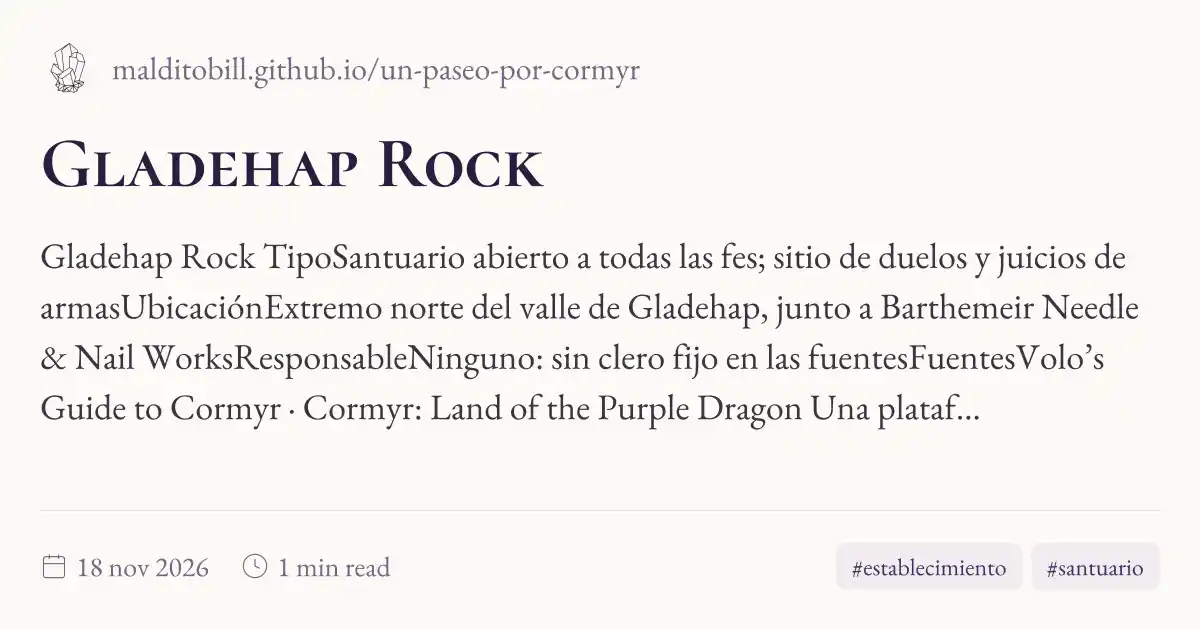 malditobill.github.io/un-paseo-por-cormyr
Gladehap Rock
Gladehap Rock TipoSantuario abierto a todas las fes; sitio de duelos y juicios de
armasUbicaciónExtremo norte del valle de Gladehap, junto a Barthemeir Needle
& Nail WorksResponsableNinguno: sin clero fijo en las fuentesFuentesVolo’s
Guide to Cormyr · Cormyr: Land of the Purple Dragon Una plataf...
18 nov 2026 1 min read #establecimiento #santuario